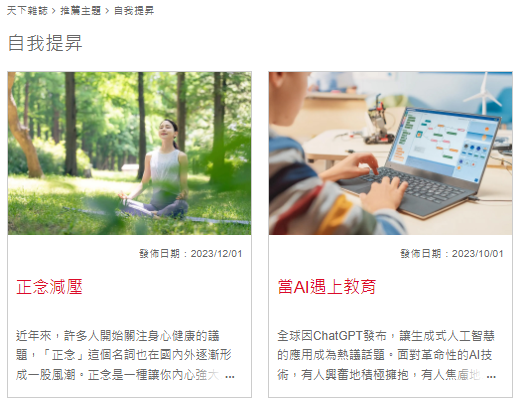 天下雜誌 > 推薦主題 > 自我提昇
自我提昇
發佈日期：2023/12/01
正念減壓
近年來，許多人開始關注身心健康的議
題，「正念」這個名詞也在國內外逐漸形
成一股風潮。正念是一種讓你內心強大 ...
發佈日期：2023/10/01
當AI遇上教育
全球因ChatGPT發布，讓生成式人工智慧
的應用成為熱議話題。面對革命性的AI技
術，有人興奮地積極擁抱，有人焦慮地 ...